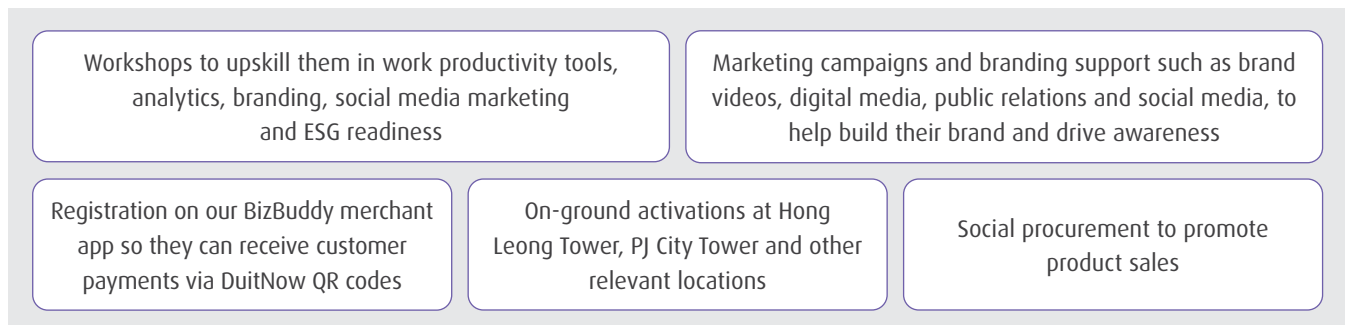 Workshops to upskill them in work productivity tools,
analytics, branding, social media marketing
and ESG readiness
Marketing campaigns and branding support such as brand
videos, digital media, public relations and social media, to
help build their brand and drive awareness
Registration on our BizBuddy merchant
app so they can receive customer
payments via DuitNow QR codes
On-ground activations at Hong
Leong Tower, PJ City Tower and other
relevant locations
Social procurement to promote
product sales